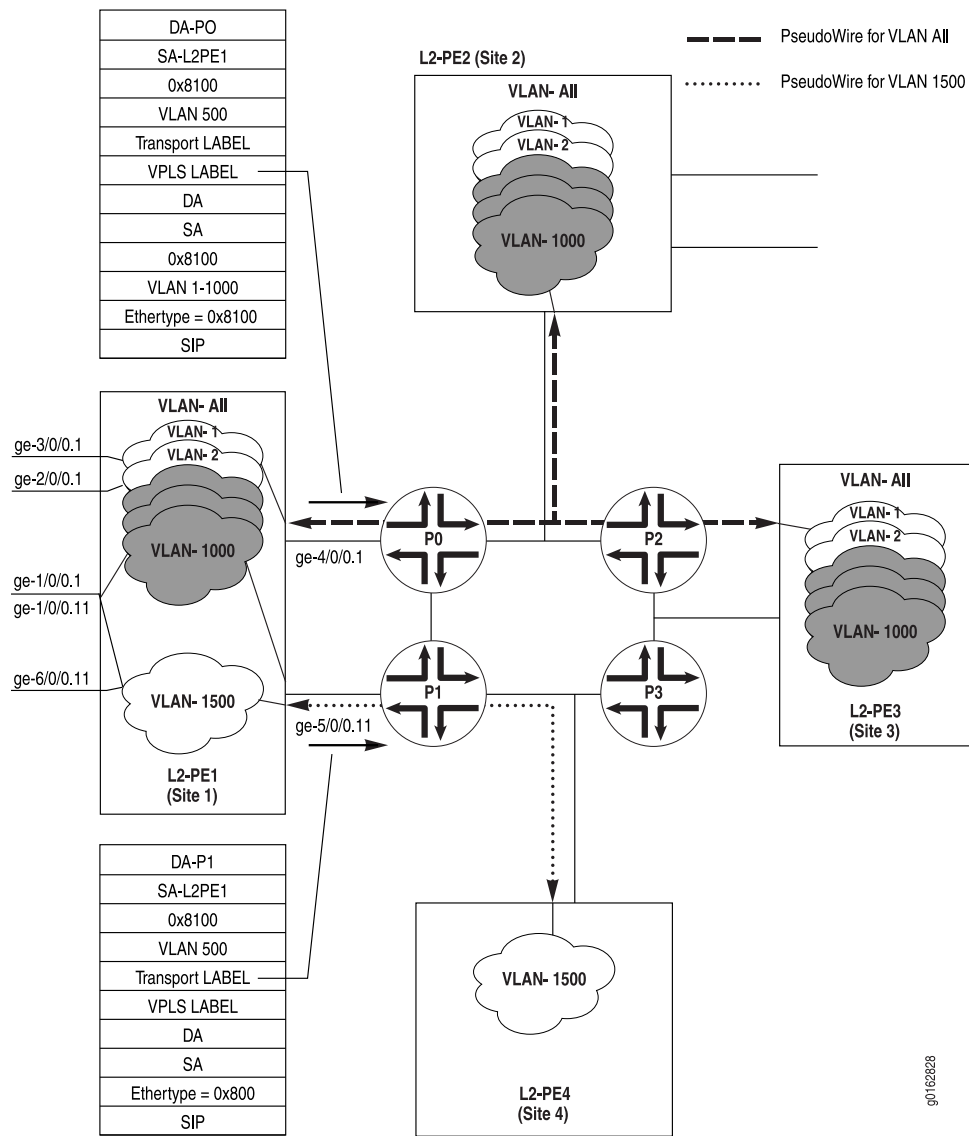 DA-PO
SA-L2PE1
0x8100
VLAN 500
Transport LABEL
VPLS LABEL
DA
SA
0x8100
VLAN 1-1000
Ethertype = 0x8100
SIP
PseudoWire for VLAN All
PseudoWire for VLAN 1500
L2-PE2 (Site 2)
VLAN- All
VLAN- 1
VLAN- 2
VLAN- 1000
VLAN- All
VLAN- 1
VLAN- 2
VLAN- 1000
ge-3/0/0.1
ge-2/0/0.1
ge-1/0/0.1
ge-1/0/0.11
ge-6/0/0.11
VLAN- 1500
L2-PE1
(Site 1)
ge-4/0/0.1
ge-5/0/0.11
P0
P2
P1
P3
VLAN- All
VLAN- 1
VLAN- 2
VLAN- 1000
L2-PE3
(Site 3)
DA-P1
SA-L2PE1
0x8100
VLAN 500
Transport LABEL
VPLS LABEL
DA
SA
Ethertype = 0x800
SIP
VLAN- 1500
L2-PE4
(Site 4)
g0162828